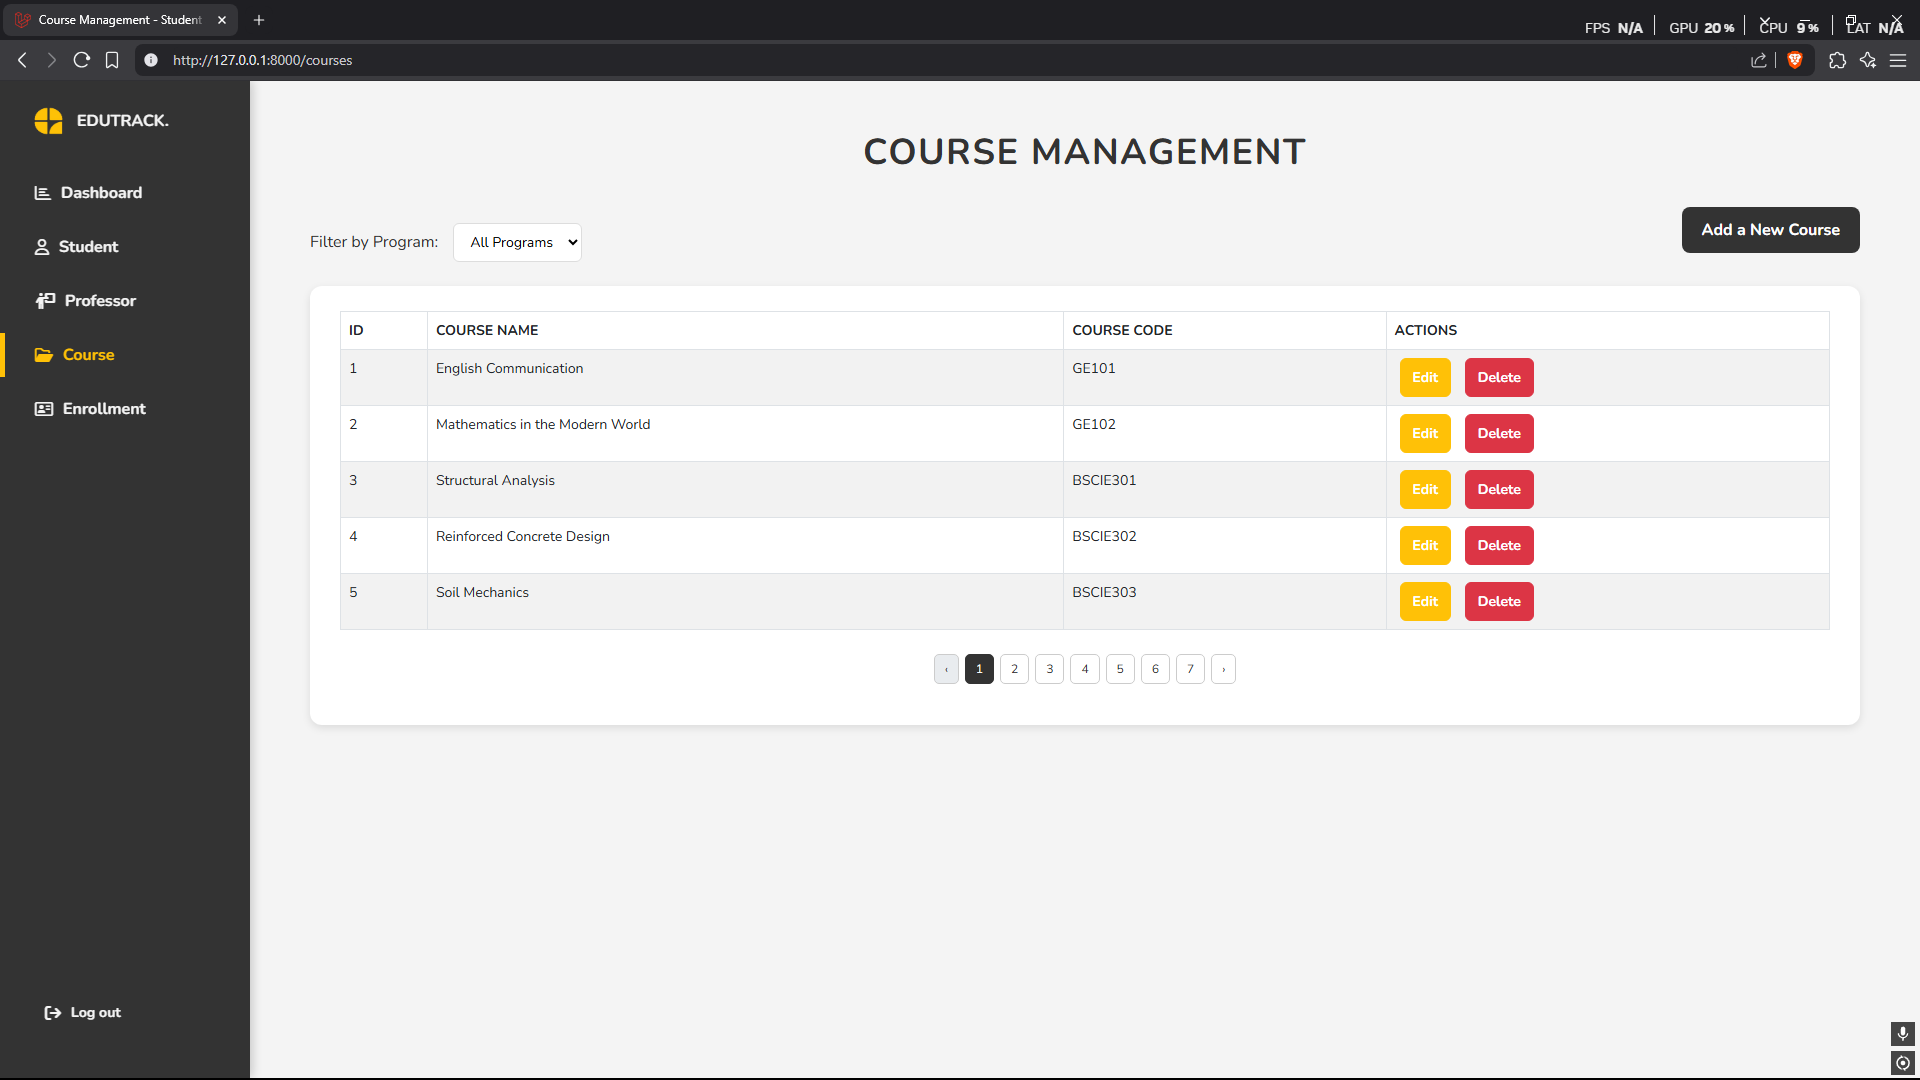 Course Management - Student
FPS N/A GPU 20 % CPU 9 % LAT N/A
http://127.0.0.1:8000/courses
EDUTRACK.
Dashboard
Student
Professor
Course
Enrollment
Log out
COURSE MANAGEMENT
Filter by Program: All Programs
Add a New Course
ID COURSE NAME COURSE CODE ACTIONS
1 English Communication GE101 Edit Delete
2 Mathematics in the Modern World GE102 Edit Delete
3 Structural Analysis BSCIE301 Edit Delete
4 Reinforced Concrete Design BSCIE302 Edit Delete
5 Soil Mechanics BSCIE303 Edit Delete
‹ 1 2 3 4 5 6 7 ›